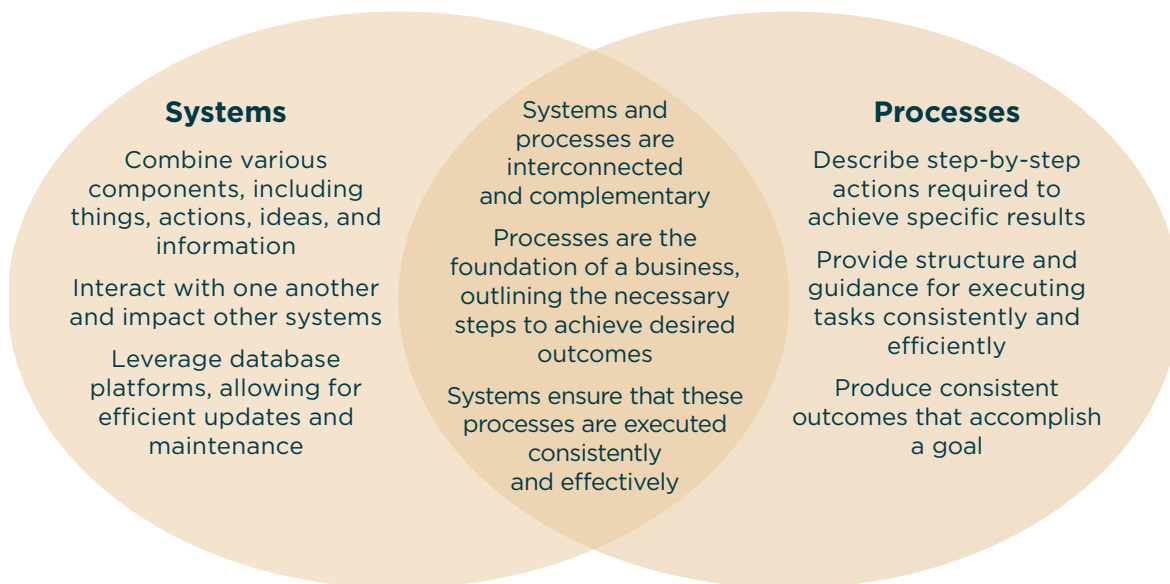 Systems
Combine various
components, including
things, actions, ideas, and
information
Interact with one another
and impact other systems
Leverage database
platforms, allowing for
efficient updates and
maintenance
Systems and
processes are
interconnected
and complementary
Processes are the
foundation of a business,
outlining the necessary
steps to achieve desired
outcomes
Systems ensure that these
processes are executed
consistently
and effectively
Processes
Describe step-by-step
actions required to
achieve specific results
Provide structure and
guidance for executing
tasks consistently and
efficiently
Produce consistent
outcomes that accomplish
a goal